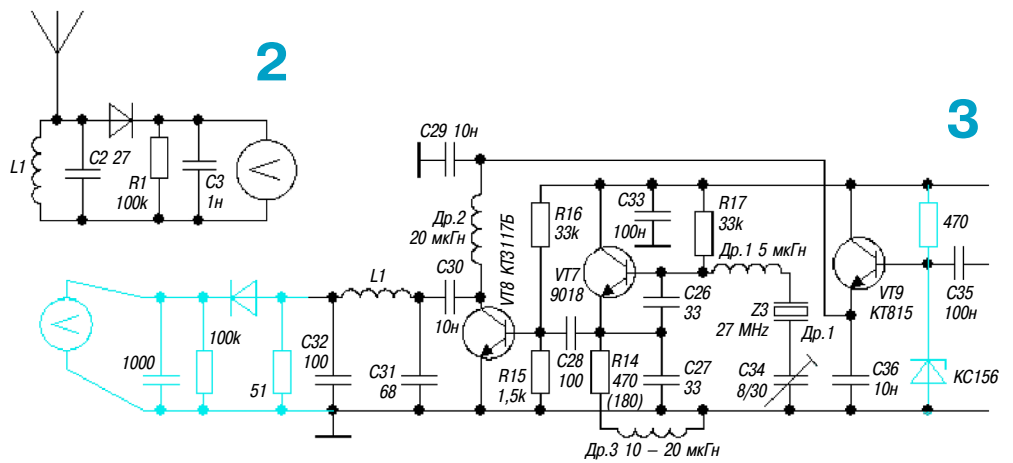 2
L1
C2 27
R1
100k
C3
1н
V
3
C29 10н
Др.2
20 мкГн
R16
33k
C33
100н
R17
33k
Др.1 5 мкГн
470
V
1000
100k
51
L1
C30
10н
VT8 КП3117Б
VT7
9018
C26
33
Z3
27 MHz
Др.1
VT9
КТ815
C35
100н
C32
100
C31
68
R15
1,5k
C28
100
R14
470
(180)
C27
33
C34
8/30
C36
10н
КС156
Др.3 10 – 20 мкГн